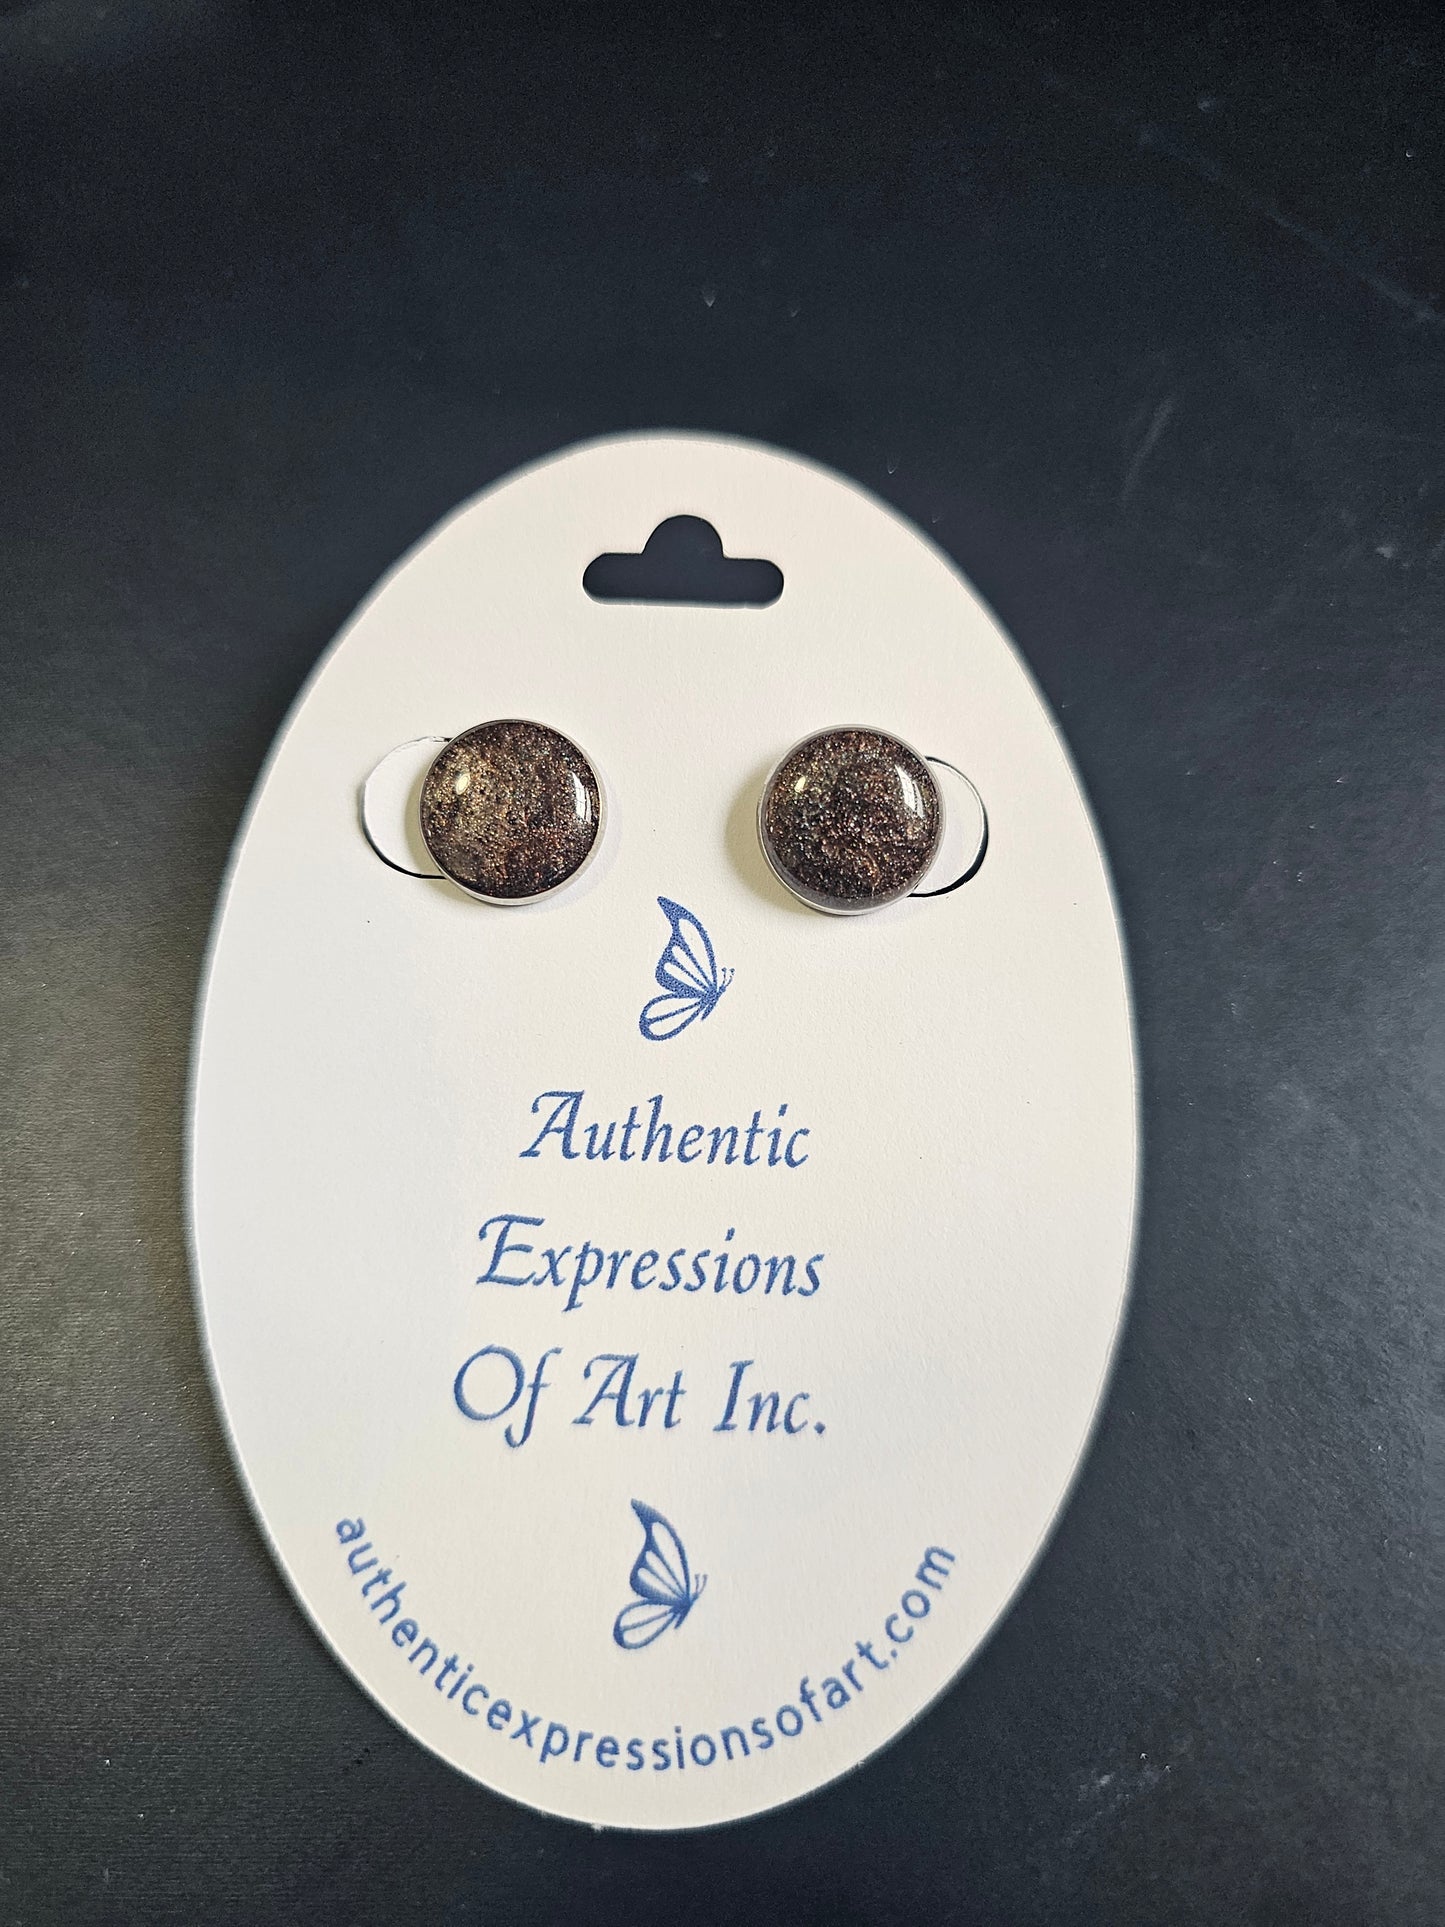 Authentic
Expressions
Of Art Inc.
authenticexpressionsofart.com